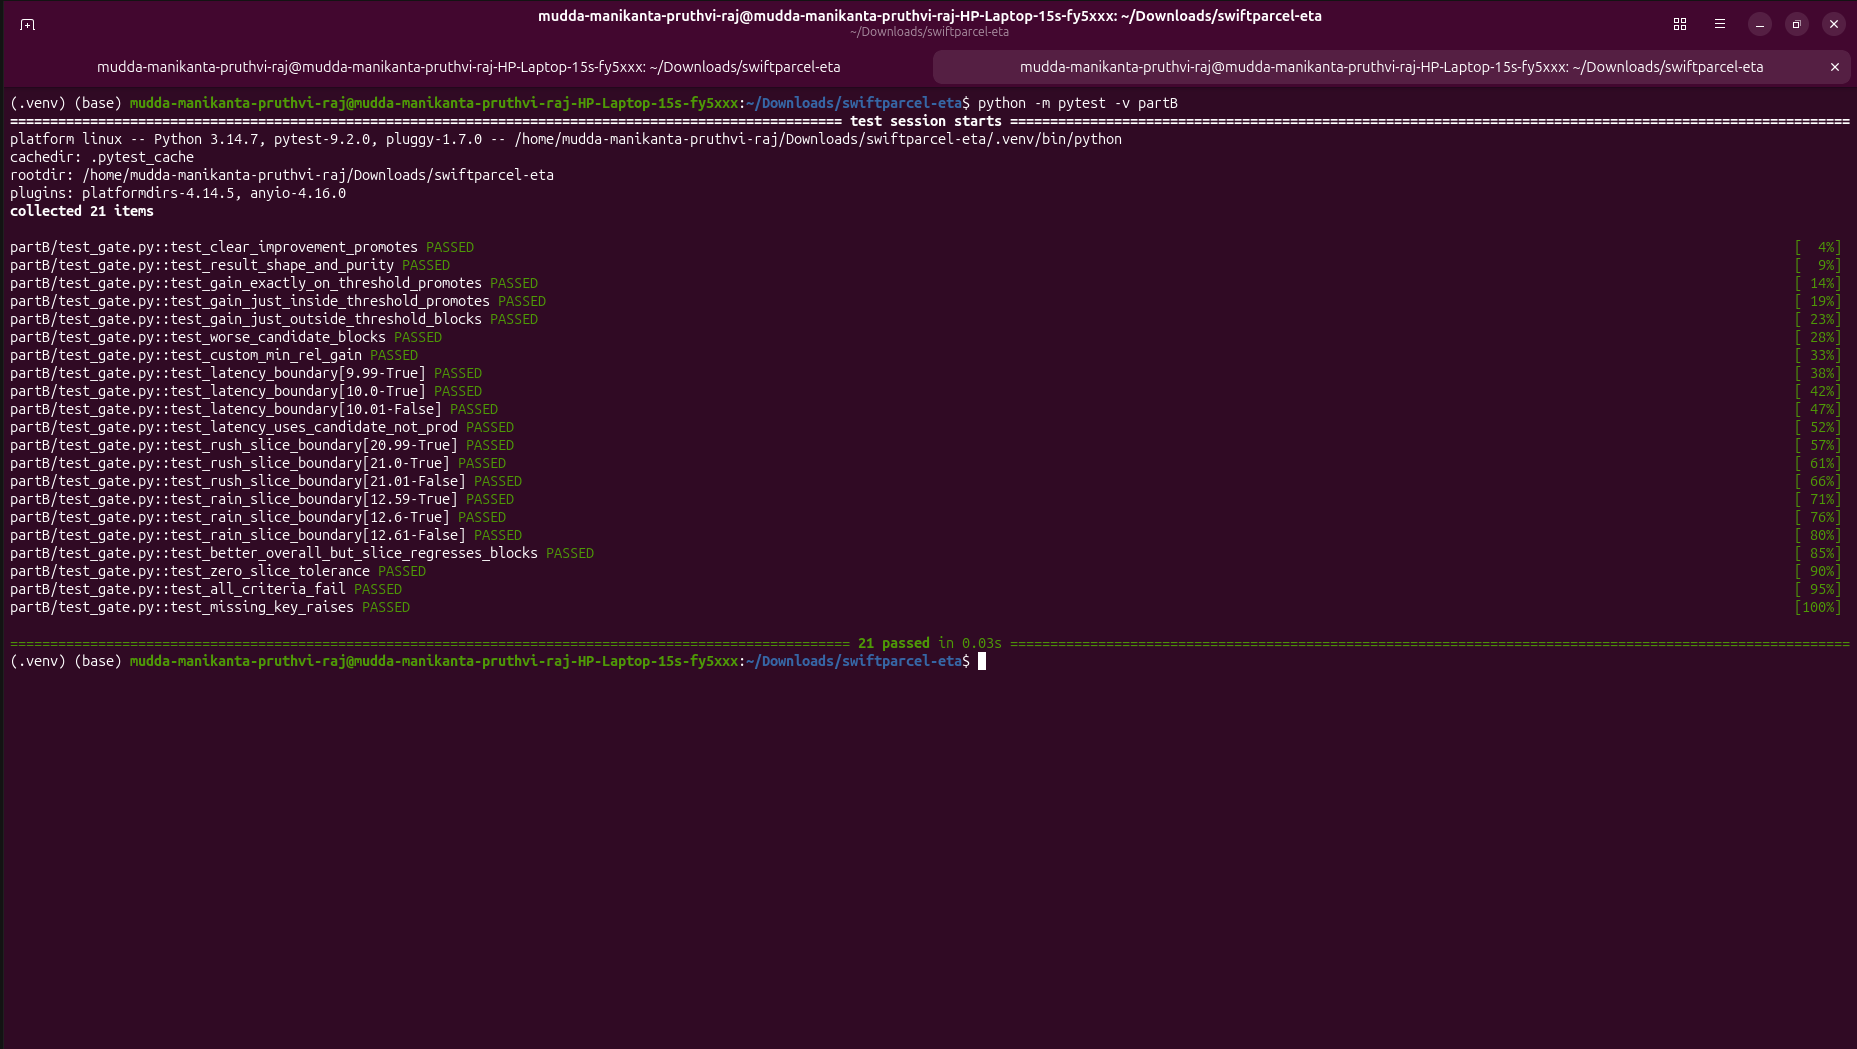 mudda-manikanta-pruthvi-raj@mudda-manikanta-pruthvi-raj-HP-Laptop-15s-fy5xxx: ~/Downloads/swiftparcel-eta
~/Downloads/swiftparcel-eta
mudda-manikanta-pruthvi-raj@mudda-manikanta-pruthvi-raj-HP-Laptop-15s-fy5xxx: ~/Downloads/swiftparcel-eta
mudda-manikanta-pruthvi-raj@mudda-manikanta-pruthvi-raj-HP-Laptop-15s-fy5xxx: ~/Downloads/swiftparcel-eta
(.venv) (base) mudda-manikanta-pruthvi-raj@mudda-manikanta-pruthvi-raj-HP-Laptop-15s-fy5xxx:~/Downloads/swiftparcel-eta$ python -m pytest -v partB
======================================================================================================== test session starts =========================================================================================================
platform linux -- Python 3.14.7, pytest-9.2.0, pluggy-1.7.0 -- /home/mudda-manikanta-pruthvi-raj/Downloads/swiftparcel-eta/.venv/bin/python
cachedir: .pytest_cache
rootdir: /home/mudda-manikanta-pruthvi-raj/Downloads/swiftparcel-eta
plugins: platformdirs-4.14.5, anyio-4.16.0
collected 21 items
partB/test_gate.py::test_clear_improvement_promotes PASSED [  4%]
partB/test_gate.py::test_result_shape_and_purity PASSED [  9%]
partB/test_gate.py::test_gain_exactly_on_threshold_promotes PASSED [ 14%]
partB/test_gate.py::test_gain_just_inside_threshold_promotes PASSED [ 19%]
partB/test_gate.py::test_gain_just_outside_threshold_blocks PASSED [ 23%]
partB/test_gate.py::test_worse_candidate_blocks PASSED [ 28%]
partB/test_gate.py::test_custom_min_rel_gain PASSED [ 33%]
partB/test_gate.py::test_latency_boundary[9.99-True] PASSED [ 38%]
partB/test_gate.py::test_latency_boundary[10.0-True] PASSED [ 42%]
partB/test_gate.py::test_latency_boundary[10.01-False] PASSED [ 47%]
partB/test_gate.py::test_latency_uses_candidate_not_prod PASSED [ 52%]
partB/test_gate.py::test_rush_slice_boundary[20.99-True] PASSED [ 57%]
partB/test_gate.py::test_rush_slice_boundary[21.0-True] PASSED [ 61%]
partB/test_gate.py::test_rush_slice_boundary[21.01-False] PASSED [ 66%]
partB/test_gate.py::test_rain_slice_boundary[12.59-True] PASSED [ 71%]
partB/test_gate.py::test_rain_slice_boundary[12.6-True] PASSED [ 76%]
partB/test_gate.py::test_rain_slice_boundary[12.61-False] PASSED [ 80%]
partB/test_gate.py::test_better_overall_but_slice_regresses_blocks PASSED [ 85%]
partB/test_gate.py::test_zero_slice_tolerance PASSED [ 90%]
partB/test_gate.py::test_all_criteria_fail PASSED [ 95%]
partB/test_gate.py::test_missing_key_raises PASSED [100%]
========================================================================================================= 21 passed in 0.03s =========================================================================================================
(.venv) (base) mudda-manikanta-pruthvi-raj@mudda-manikanta-pruthvi-raj-HP-Laptop-15s-fy5xxx:~/Downloads/swiftparcel-eta$